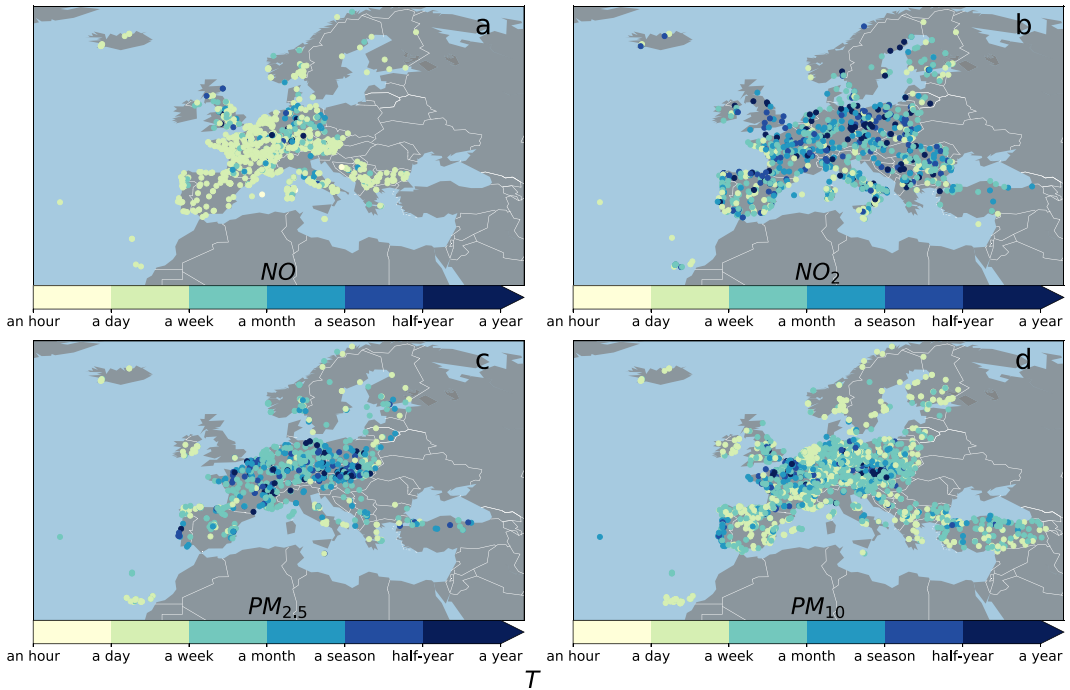 a
b
NO
NO2
an hour a day a week a month a season half-year a year
an hour a day a week a month a season half-year a year
c
d
PM2.5
PM10
an hour a day a week a month a season half-year a year
an hour a day a week a month a season half-year a year
T